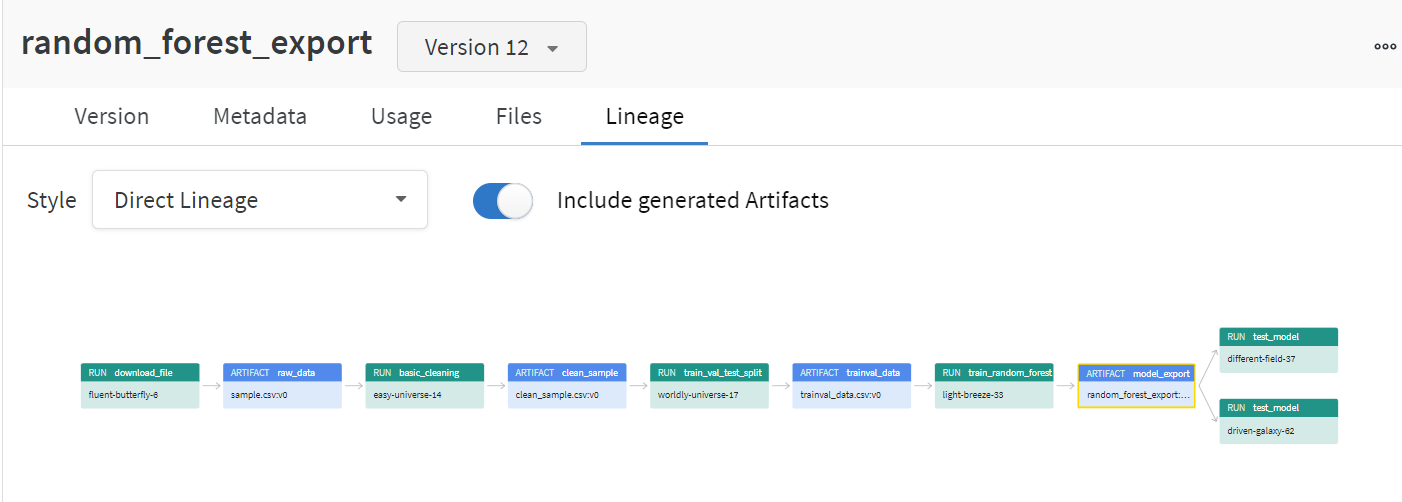 random_forest_export Version 12
Version Metadata Usage Files Lineage
Style Direct Lineage Include generated Artifacts
RUN download_file
fluent-butterfly-6
ARTIFACT raw_data
sample.csv:v0
RUN basic_cleaning
easy-universe-14
ARTIFACT clean_sample
clean_sample.csv:v0
RUN train_val_test_split
worldly-universe-17
ARTIFACT trainval_data
trainval_data.csv:v0
RUN train_random_forest
light-breeze-33
ARTIFACT model_export
random_forest_export:...
RUN test_model
different-field-37
RUN test_model
driven-galaxy-62